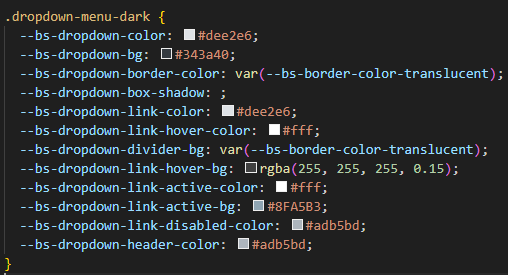 .dropdown-menu-dark {
  --bs-dropdown-color: #dee2e6;
  --bs-dropdown-bg: #343a40;
  --bs-dropdown-border-color: var(--bs-border-color-translucent);
  --bs-dropdown-box-shadow: ;
  --bs-dropdown-link-color: #dee2e6;
  --bs-dropdown-link-hover-color: #fff;
  --bs-dropdown-divider-bg: var(--bs-border-color-translucent);
  --bs-dropdown-link-hover-bg: rgba(255, 255, 255, 0.15);
  --bs-dropdown-link-active-color: #fff;
  --bs-dropdown-link-active-bg: #8FA5B3;
  --bs-dropdown-link-disabled-color: #adb5bd;
  --bs-dropdown-header-color: #adb5bd;
}